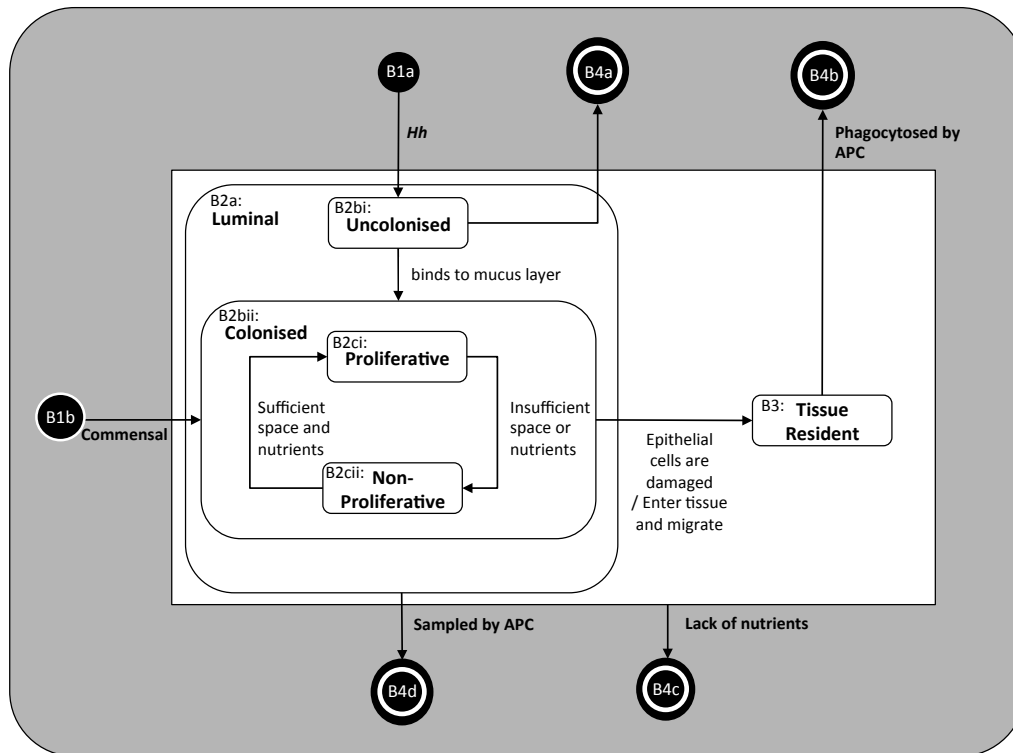 B1a
B4a
B4b
Hh
Phagocytosed by
APC
B2a:
Luminal
B2bi:
Uncolonised
binds to mucus layer
B2bii:
Colonised
B2ci:
Proliferative
B1b
Commensal
Sufficient
space and
nutrients
Insufficient
space or
nutrients
B2cii: Non-
Proliferative
B3: Tissue
Resident
Epithelial
cells are
damaged
/ Enter tissue
and migrate
Sampled by APC
Lack of nutrients
B4d
B4c